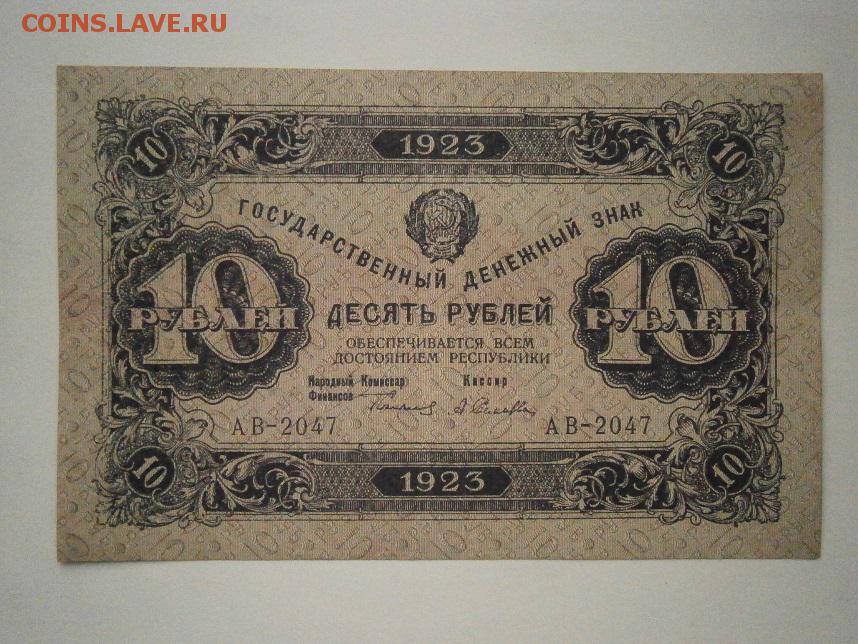 COINS.LAVE.RU
10 1923 10
ГОСУДАРСТВЕННЫЙ ДЕНЕЖНЫЙ ЗНАК
10 РУБЛЕЙ
ДЕСЯТЬ РУБЛЕЙ
10 РУБЛЕЙ
ОБЕСПЕЧИВАЕТСЯ ВСЕМ
ДОСТОЯНИЕМ РЕСПУБЛИКИ
Народный Комиссар
Финансов
Кассир
АВ-2047 АВ-2047
10 1923 10